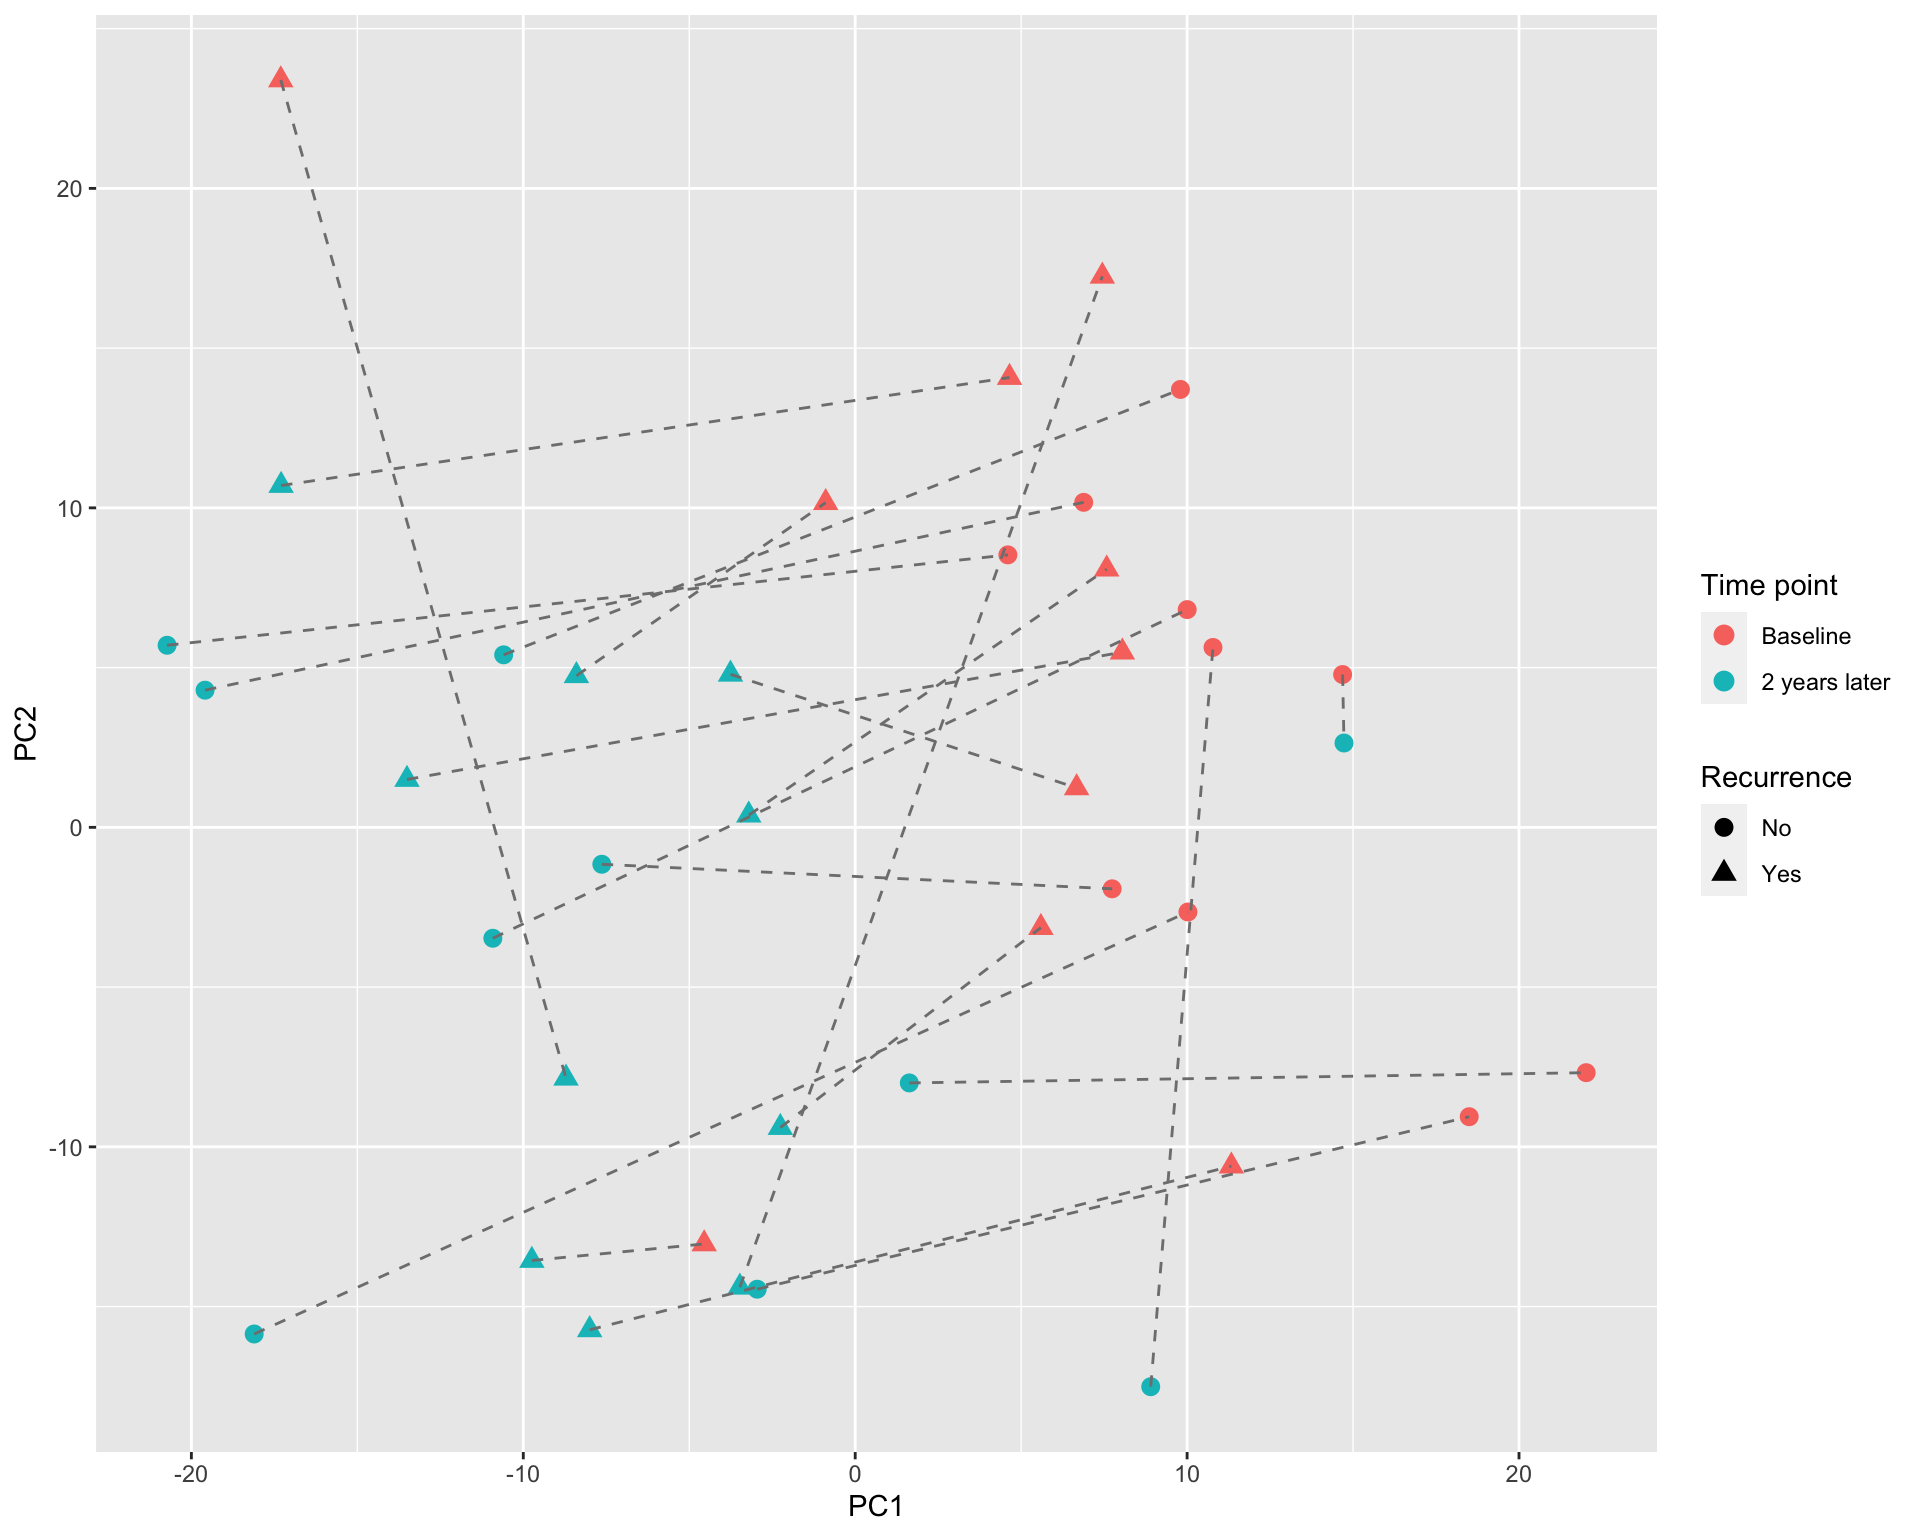 20
10
0
-10
PC2
-20
-10
0
10
20
PC1
Time point
Baseline
2 years later
Recurrence
No
Yes